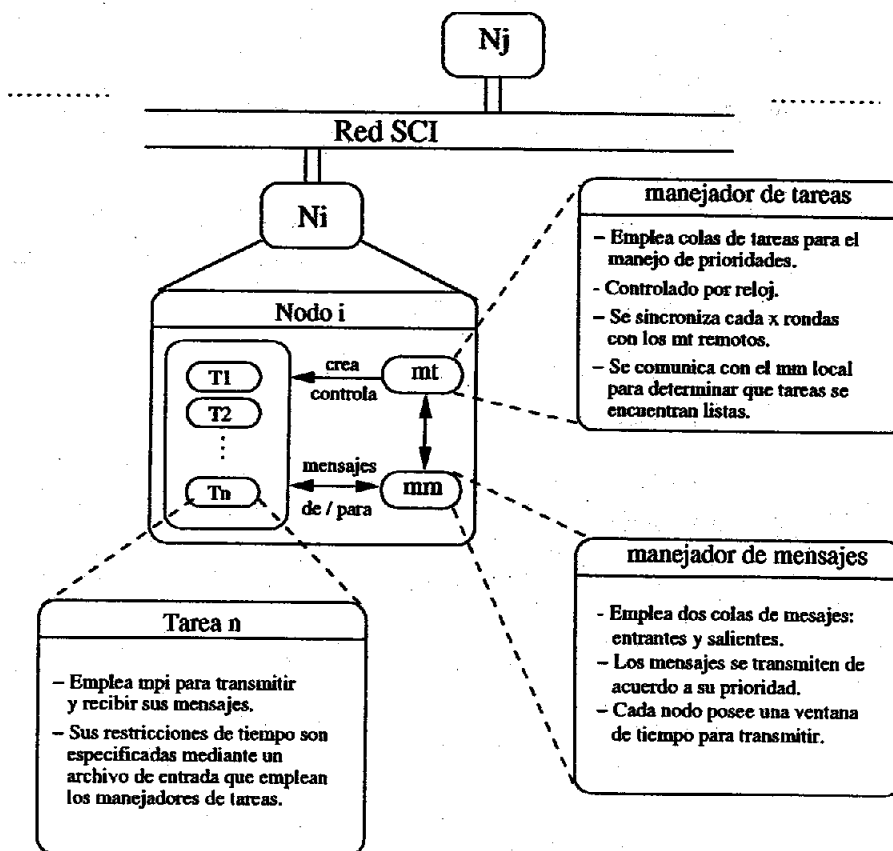 Nj
Red SCI
Ni
manejador de tareas
– Emplea colas de tareas para el
manejo de prioridades.
- Controlado por reloj.
– Se sincroniza cada x rondas
con los mt remotos.
– Se comunica con el mm local
para determinar que tareas se
encuentran listas.
Nodo i
T1
T2
Tn
crea
controla
mt
mensajes
de / para
mm
manejador de mensajes
- Emplea dos colas de mesajes:
entrantes y salientes.
– Los mensajes se transmiten de
acuerdo a su prioridad.
– Cada nodo posee una ventana
de tiempo para transmitir.
Tarea n
– Emplea mpi para transmitir
y recibir sus mensajes.
– Sus restricciones de tiempo son
especificadas mediante un
archivo de entrada que emplean
los manejadores de tareas.